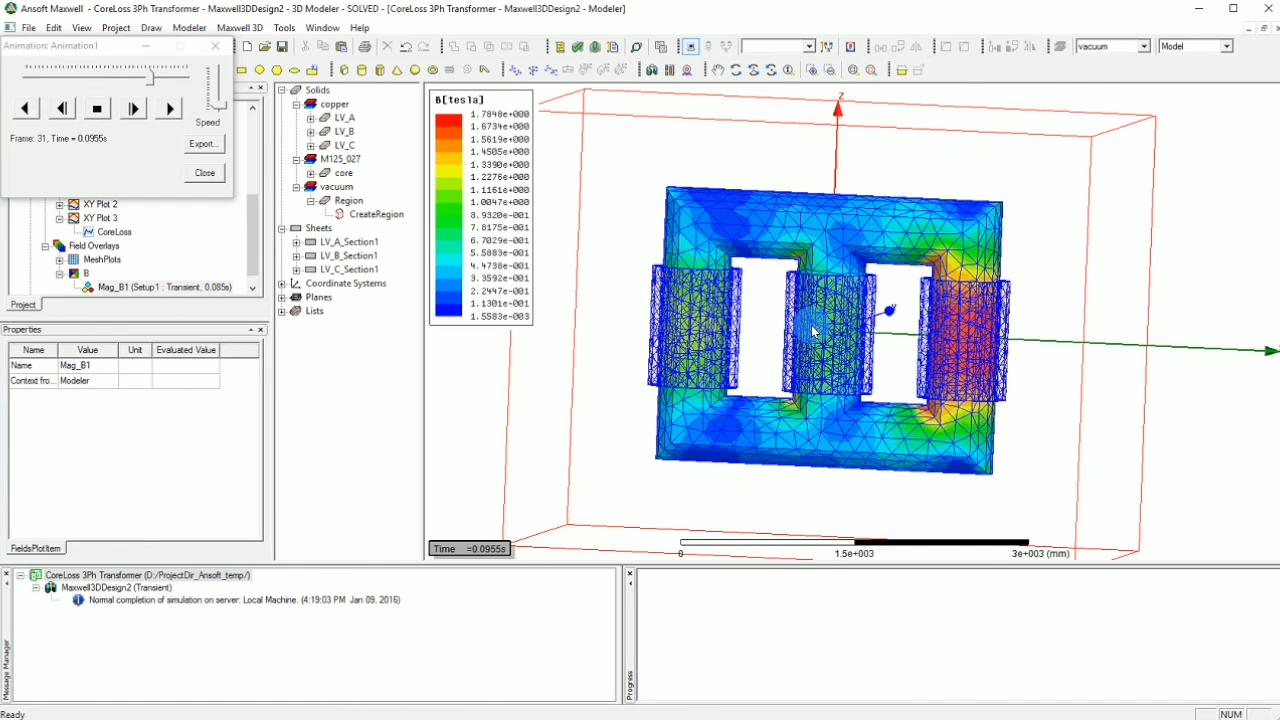 Ansoft Maxwell - CoreLoss 3Ph Transformer - Maxwell3DDesign2 - 3D Modeler - SOLVED - [CoreLoss 3Ph Transformer - Maxwell3DDesign2 - Modeler]
File Edit View Project Draw Modeler Maxwell 3D Tools Window Help
Animation: Animation1
vacuum Model
Speed
Frame: 31, Time = 0.0955s
Export...
Close
XY Plot 2
XY Plot 3
CoreLoss
Field Overlays
MeshPlots
B
Mag_B1 (Setup1 : Transient, 0.085s)
Project
Properties
Name Value Unit Evaluated Value
Name Mag_B1
Context fro... Modeler
FieldsPlotItem
Solids
copper
LV_A
LV_B
LV_C
M125_027
core
vacuum
Region
CreateRegion
Sheets
LV_A_Section1
LV_B_Section1
LV_C_Section1
Coordinate Systems
Planes
Lists
B[tesla]
1.7848e+000
1.6734e+000
1.5619e+000
1.4505e+000
1.3390e+000
1.2276e+000
1.1161e+000
1.0047e+000
8.9320e-001
7.8175e-001
6.7029e-001
5.5883e-001
4.4738e-001
3.3592e-001
2.2447e-001
1.1301e-001
1.5583e-003
Z
Time =0.0955s
0 1.5e+003 3e+003 (mm)
CoreLoss 3Ph Transformer (D:/ProjectDir_Ansoft_temp/)
Maxwell3DDesign2 (Transient)
Normal completion of simulation on server: Local Machine. (4:19:03 PM Jan 09, 2016)
Message Manager
Progress
Ready
NUM